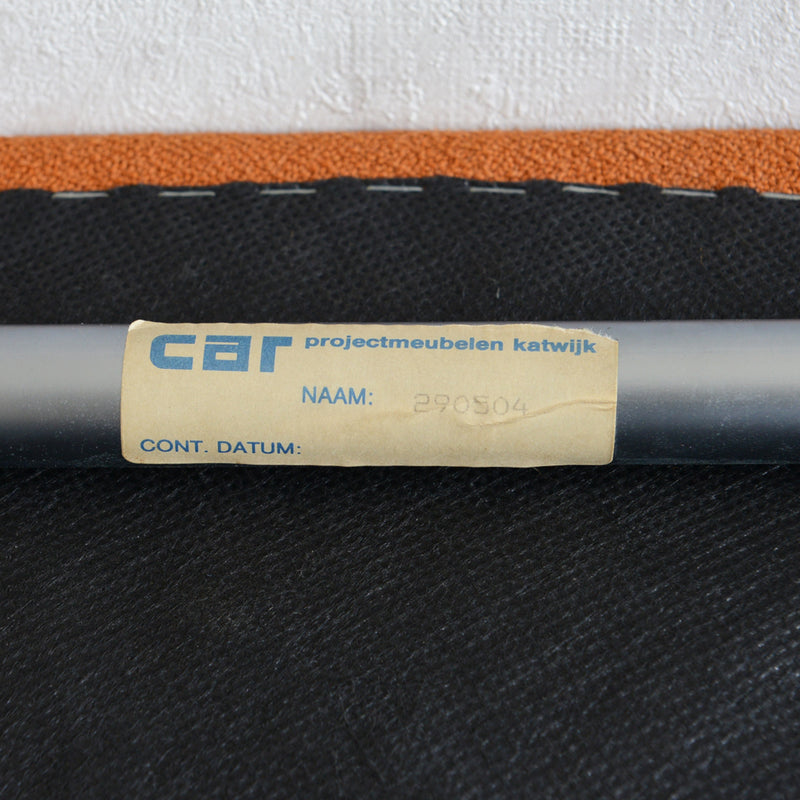 car projectmeubelen katwijk
NAAM: 290504
CONT. DATUM: